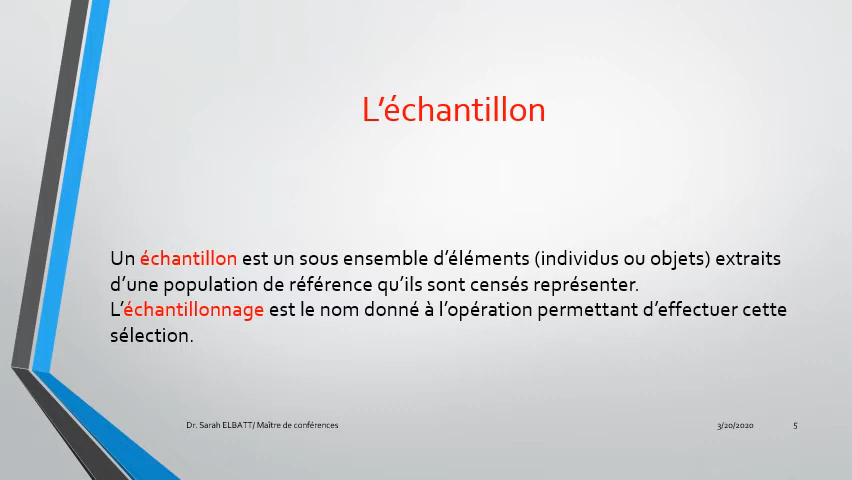 L’échantillon
Un échantillon est un sous ensemble d’éléments (individus ou objets) extraits
d’une population de référence qu’ils sont censés représenter.
L’échantillonnage est le nom donné à l’opération permettant d’effectuer cette
sélection.
Dr. Sarah ELBATT/ Maître de conférences
3/20/2020
5